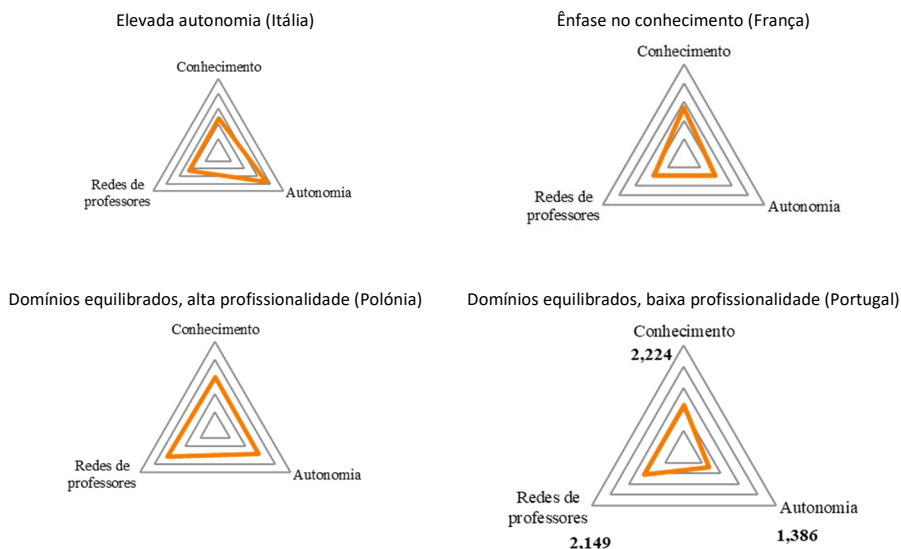 Elevada autonomia (Itália)
Conhecimento
Redes de
professores
Autonomia
Ênfase no conhecimento (França)
Conhecimento
Redes de
professores
Autonomia
Domínios equilibrados, alta profissionalidade (Polónia)
Conhecimento
Redes de
professores
Autonomia
Domínios equilibrados, baixa profissionalidade (Portugal)
Conhecimento
2,224
Redes de
professores
2,149
Autonomia
1,386